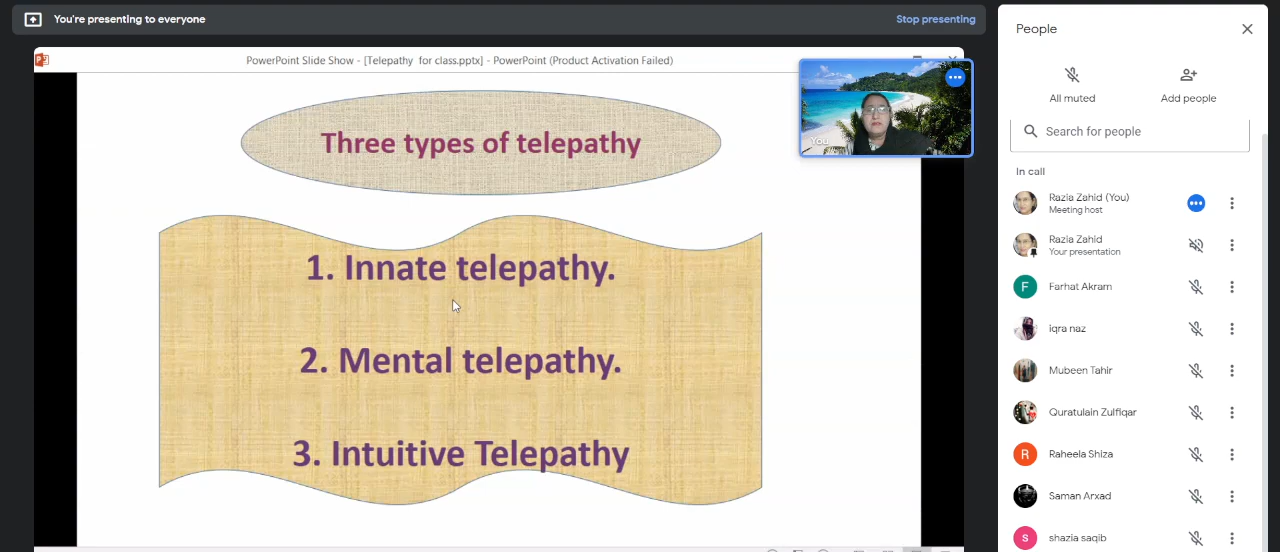 You're presenting to everyone
Stop presenting
PowerPoint Slide Show - [Telepathy for class.pptx] - PowerPoint (Product Activation Failed)
Three types of telepathy
1. Innate telepathy.
2. Mental telepathy.
3. Intuitive Telepathy
You
People
All muted
Add people
Search for people
In call
Razia Zahid (You)
Meeting host
Razia Zahid
Your presentation
F
Farhat Akram
iqra naz
Mubeen Tahir
Quratulain Zulfiqar
R
Raheela Shiza
Saman Arxad
s
shazia saqib